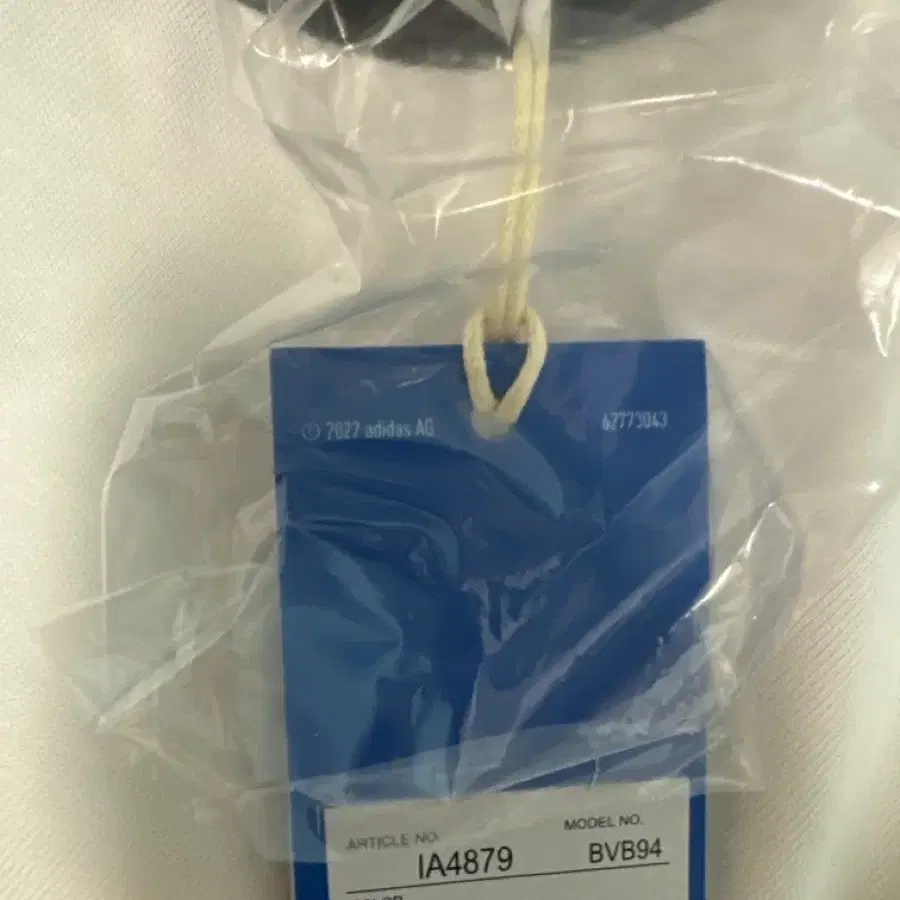 © 2022 adidas AG 62773043
ARTICLE NO. MODEL NO.
IA4879 BVB94